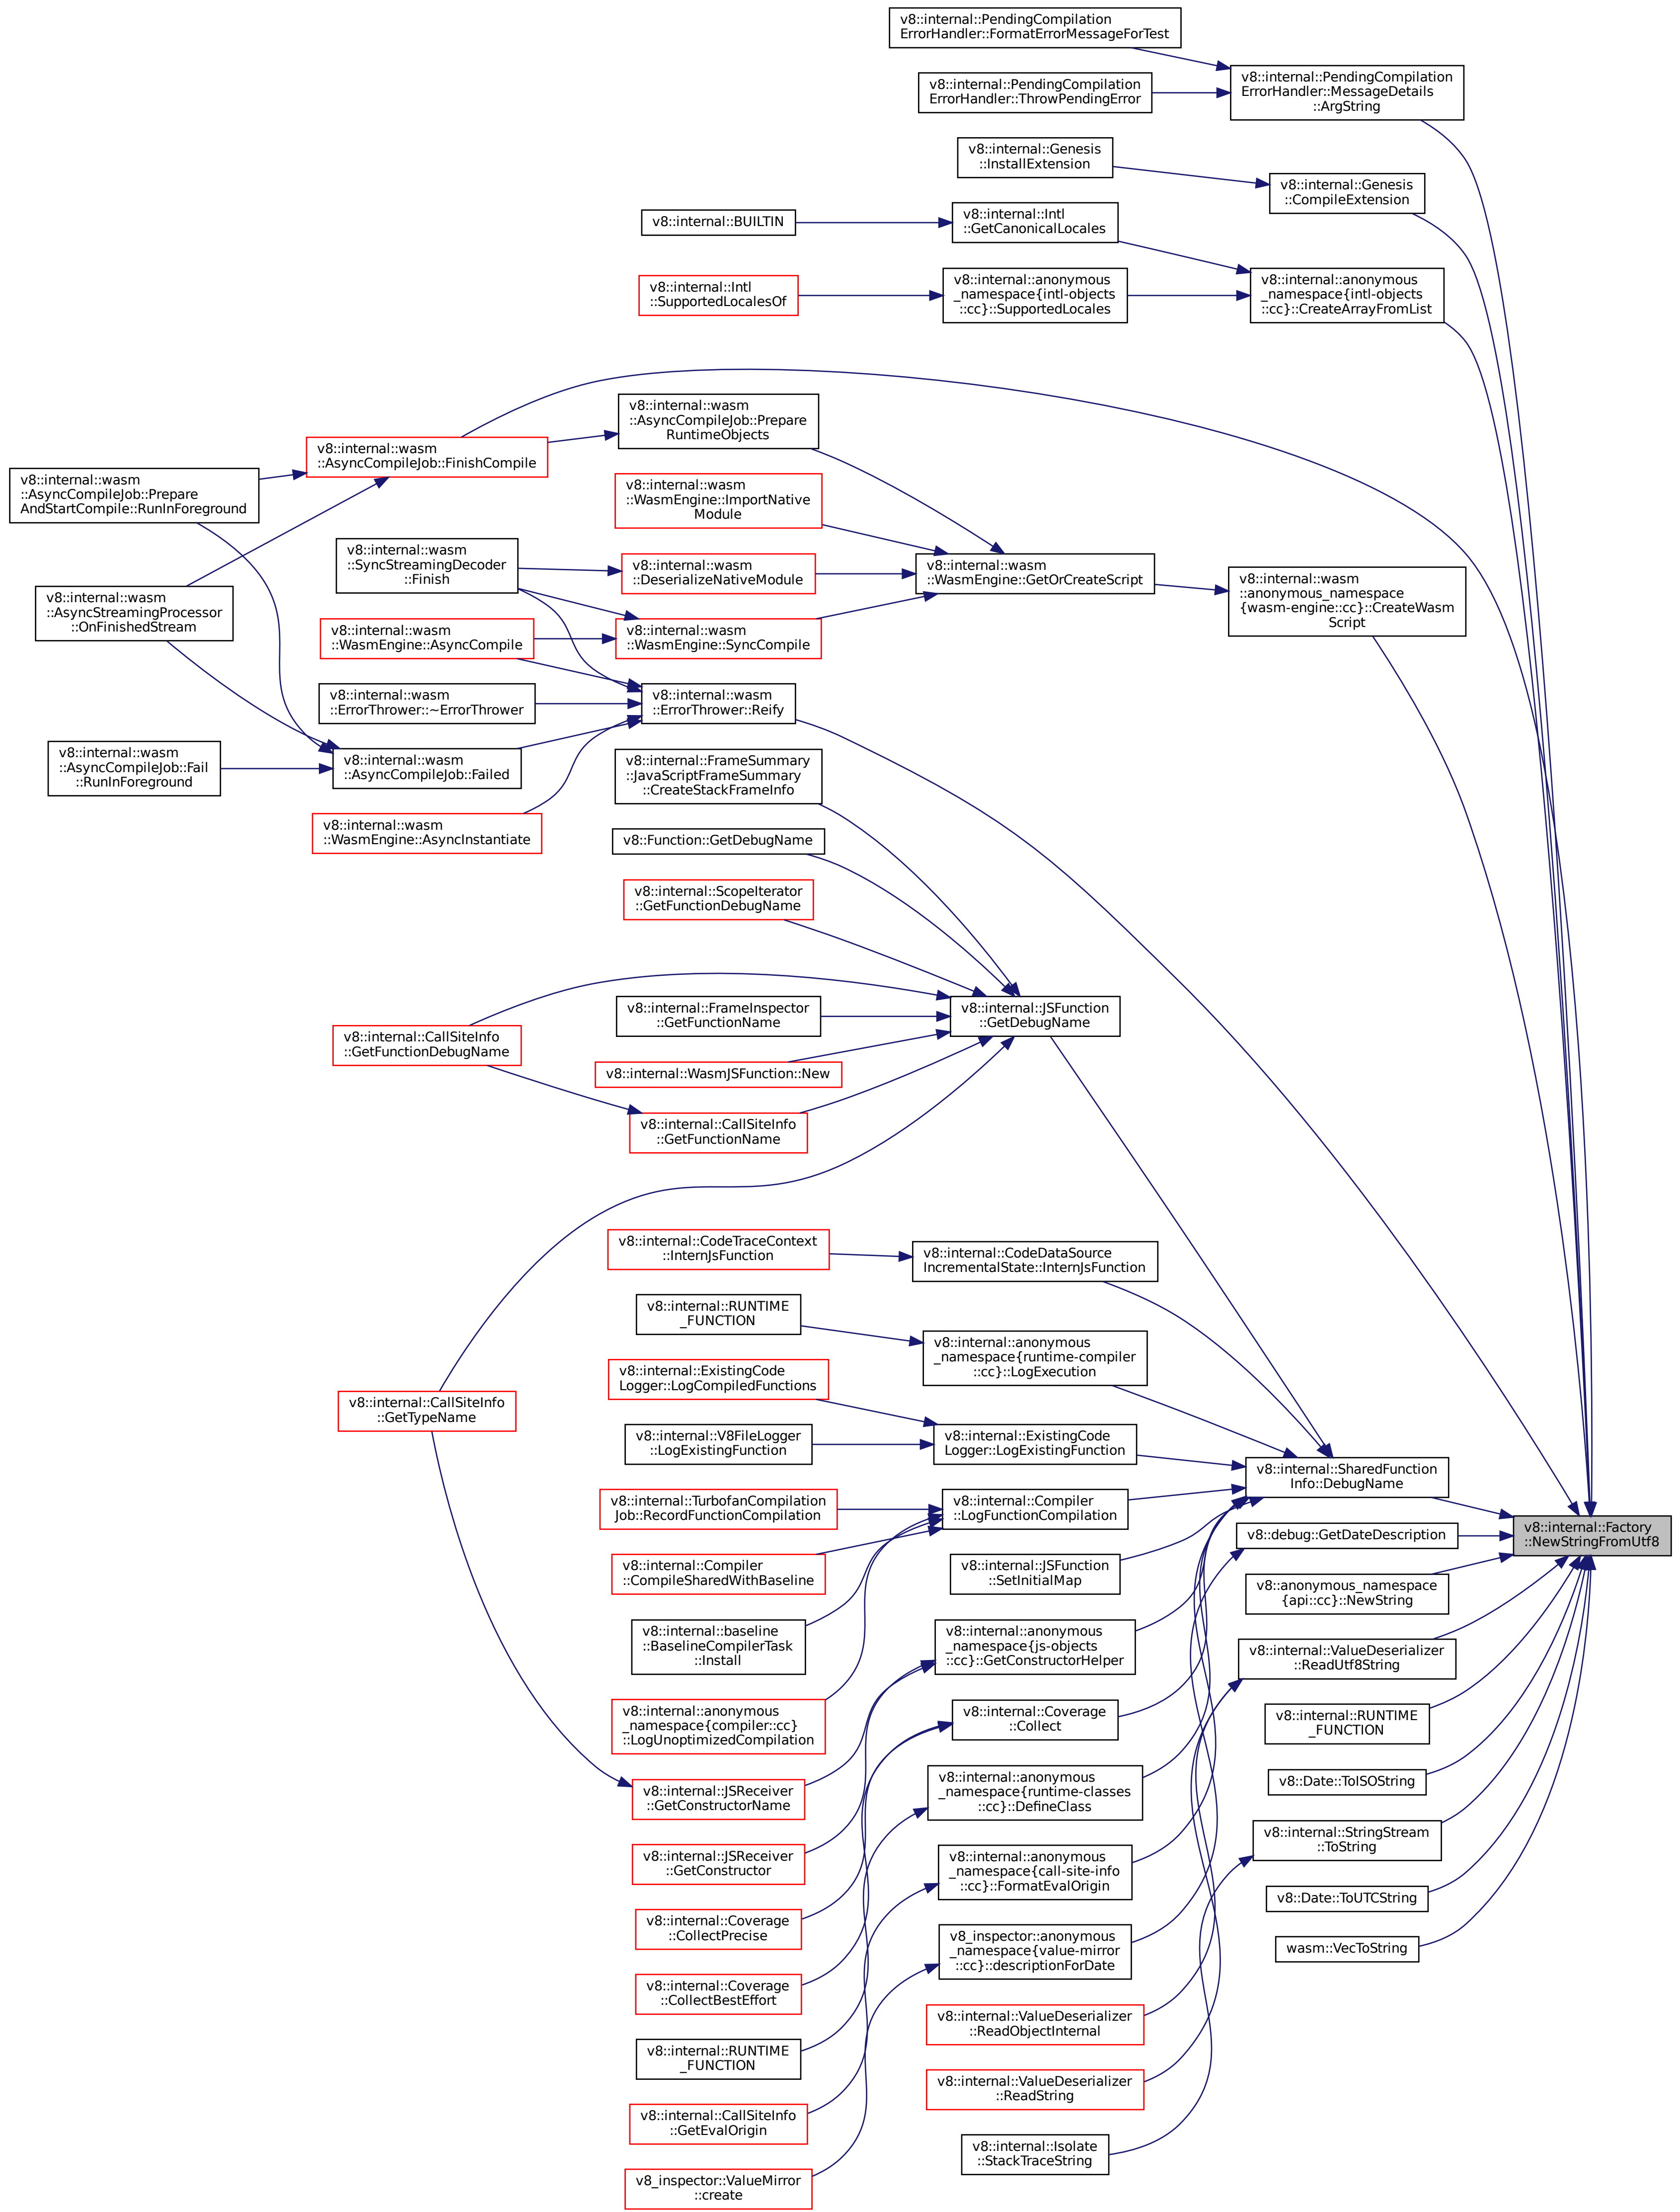 v8::internal::PendingCompilation
ErrorHandler::FormatErrorMessageForTest
v8::internal::PendingCompilation
ErrorHandler::MessageDetails
::ArgString
v8::internal::PendingCompilation
ErrorHandler::ThrowPendingError
v8::internal::Genesis
::InstallExtension
v8::internal::Genesis
::CompileExtension
v8::internal::BUILTIN
v8::internal::Intl
::GetCanonicalLocales
v8::internal::Intl
::SupportedLocalesOf
v8::internal::anonymous
_namespace{intl-objects
::cc}::SupportedLocales
v8::internal::anonymous
_namespace{intl-objects
::cc}::CreateArrayFromList
v8::internal::wasm
::AsyncCompileJob::Prepare
RuntimeObjects
v8::internal::wasm
::AsyncCompileJob::FinishCompile
v8::internal::wasm
::AsyncCompileJob::Prepare
AndStartCompile::RunInForeground
v8::internal::wasm
::WasmEngine::ImportNative
Module
v8::internal::wasm
::SyncStreamingDecoder
::Finish
v8::internal::wasm
::DeserializeNativeModule
v8::internal::wasm
::WasmEngine::GetOrCreateScript
v8::internal::wasm
::anonymous_namespace
{wasm-engine::cc}::CreateWasm
Script
v8::internal::wasm
::AsyncStreamingProcessor
::OnFinishedStream
v8::internal::wasm
::WasmEngine::AsyncCompile
v8::internal::wasm
::WasmEngine::SyncCompile
v8::internal::wasm
::ErrorThrower::~ErrorThrower
v8::internal::wasm
::ErrorThrower::Reify
v8::internal::wasm
::AsyncCompileJob::Fail
::RunInForeground
v8::internal::wasm
::AsyncCompileJob::Failed
v8::internal::FrameSummary
::JavaScriptFrameSummary
::CreateStackFrameInfo
v8::internal::wasm
::WasmEngine::AsyncInstantiate
v8::Function::GetDebugName
v8::internal::ScopeIterator
::GetFunctionDebugName
v8::internal::CallSiteInfo
::GetFunctionDebugName
v8::internal::FrameInspector
::GetFunctionName
v8::internal::JSFunction
::GetDebugName
v8::internal::WasmJSFunction::New
v8::internal::CallSiteInfo
::GetFunctionName
v8::internal::CodeTraceContext
::InternJsFunction
v8::internal::CodeDataSource
IncrementalState::InternJsFunction
v8::internal::RUNTIME
_FUNCTION
v8::internal::anonymous
_namespace{runtime-compiler
::cc}::LogExecution
v8::internal::ExistingCode
Logger::LogCompiledFunctions
v8::internal::CallSiteInfo
::GetTypeName
v8::internal::V8FileLogger
::LogExistingFunction
v8::internal::ExistingCode
Logger::LogExistingFunction
v8::internal::SharedFunction
Info::DebugName
v8::internal::TurbofanCompilation
Job::RecordFunctionCompilation
v8::internal::Compiler
::LogFunctionCompilation
v8::debug::GetDateDescription
v8::internal::Factory
::NewStringFromUtf8
v8::internal::Compiler
::CompileSharedWithBaseline
v8::internal::JSFunction
::SetInitialMap
v8::anonymous_namespace
{api::cc}::NewString
v8::internal::baseline
::BaselineCompilerTask
::Install
v8::internal::anonymous
_namespace{js-objects
::cc}::GetConstructorHelper
v8::internal::ValueDeserializer
::ReadUtf8String
v8::internal::anonymous
_namespace{compiler::cc}
::LogUnoptimizedCompilation
v8::internal::Coverage
::Collect
v8::internal::RUNTIME
_FUNCTION
v8::internal::JSReceiver
::GetConstructorName
v8::internal::anonymous
_namespace{runtime-classes
::cc}::DefineClass
v8::Date::ToISOString
v8::internal::JSReceiver
::GetConstructor
v8::internal::anonymous
_namespace{call-site-info
::cc}::FormatEvalOrigin
v8::internal::StringStream
::ToString
v8::Date::ToUTCString
v8::internal::Coverage
::CollectPrecise
v8_inspector::anonymous
_namespace{value-mirror
::cc}::descriptionForDate
wasm::VecToString
v8::internal::Coverage
::CollectBestEffort
v8::internal::ValueDeserializer
::ReadObjectInternal
v8::internal::RUNTIME
_FUNCTION
v8::internal::ValueDeserializer
::ReadString
v8::internal::CallSiteInfo
::GetEvalOrigin
v8::internal::Isolate
::StackTraceString
v8_inspector::ValueMirror
::create